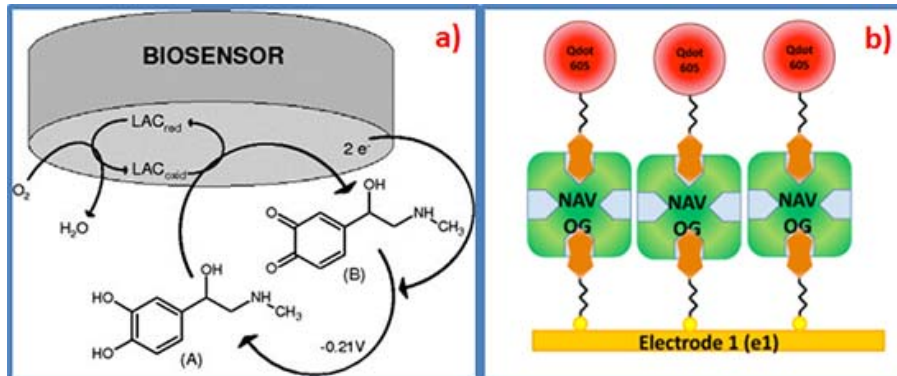 a)
BIOSENSOR
LACred
LACoxid
2 e-
O2
H2O
OH
NH
CH3
O
O
(B)
OH
HO
NH
CH3
HO
(A)
-0.21V
b)
Qdot
605
Qdot
605
Qdot
605
NAV
OG
NAV
OG
NAV
OG
Electrode 1 (e1)